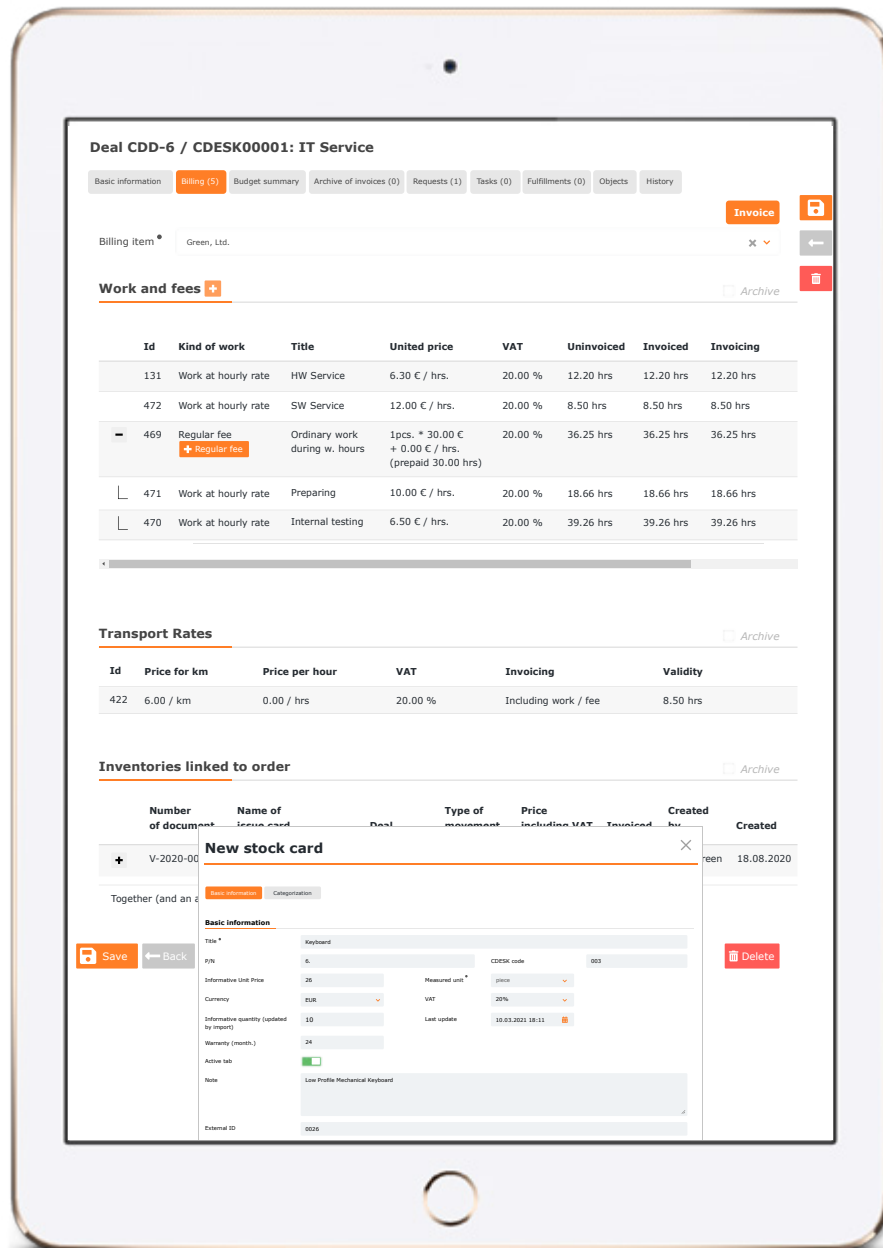 Deal CDD-6 / CDESK00001: IT Service
Basic information Billing (5) Budget summary Archive of invoices (0) Requests (1) Tasks (0) Fulfillments (0) Objects History
Invoice
Billing item Green, Ltd.
Work and fees + Archive
Id Kind of work Title United price VAT Uninvoiced Invoiced Invoicing
131 Work at hourly rate HW Service 6.30 € / hrs. 20.00 % 12.20 hrs 12.20 hrs 12.20 hrs
472 Work at hourly rate SW Service 12.00 € / hrs. 20.00 % 8.50 hrs 8.50 hrs 8.50 hrs
469 Regular fee Ordinary work 1pcs. * 30.00 € 20.00 % 36.25 hrs 36.25 hrs 36.25 hrs
+ Regular fee during w. hours + 0.00 € / hrs.
(prepaid 30.00 hrs)
471 Work at hourly rate Preparing 10.00 € / hrs. 20.00 % 18.66 hrs 18.66 hrs 18.66 hrs
470 Work at hourly rate Internal testing 6.50 € / hrs. 20.00 % 39.26 hrs 39.26 hrs 39.26 hrs
Transport Rates Archive
Id Price for km Price per hour VAT Invoicing Validity
422 6.00 / km 0.00 / hrs 20.00 % Including work / fee 8.50 hrs
Inventories linked to order Archive
Number Name of Type of Price Created
of document issue card Deal movement including VAT Invoiced by Created
V-2020-00 reen 18.08.2020
Together (and an a
Save Back Delete
New stock card
Basic information Categorization
Basic information
Title * Keyboard
P/N 6. CDESK code 003
Informative Unit Price 26 Measured unit * piece
Currency EUR VAT 20%
Informative quantity (updated 10 Last update 10.03.2021 18:11
by import)
Warranty (month.) 24
Active tab
Note Low Profile Mechanical Keyboard
External ID 0026